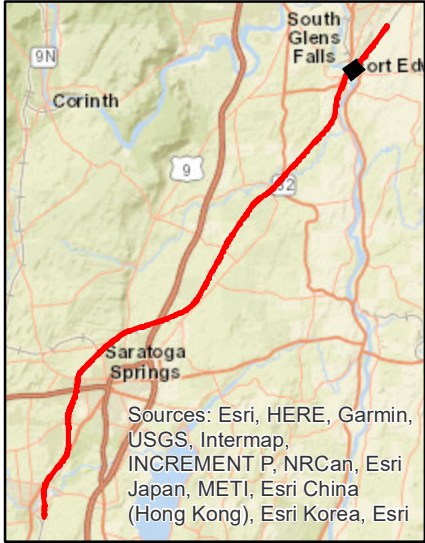 South
Glens
Falls
ort Edw
9N
Corinth
9
32
Saratoga
Springs
Sources: Esri, HERE, Garmin,
USGS, Intermap,
INCREMENT P, NRCan, Esri
Japan, METI, Esri China
(Hong Kong), Esri Korea, Esri